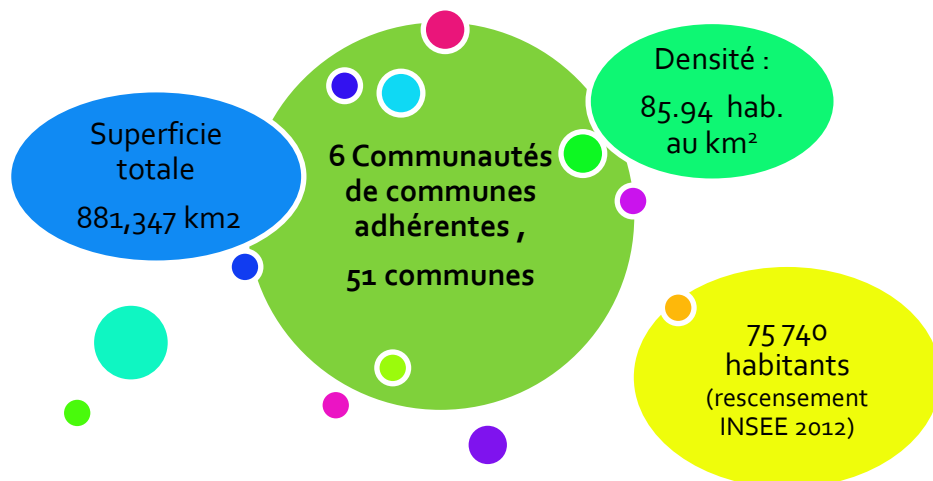 Superficie
totale
881,347 km2
6 Communautés
de communes
adhérentes ,
51 communes
Densité :
85.94 hab.
au km²
75 740
habitants
(rescensement
INSEE 2012)